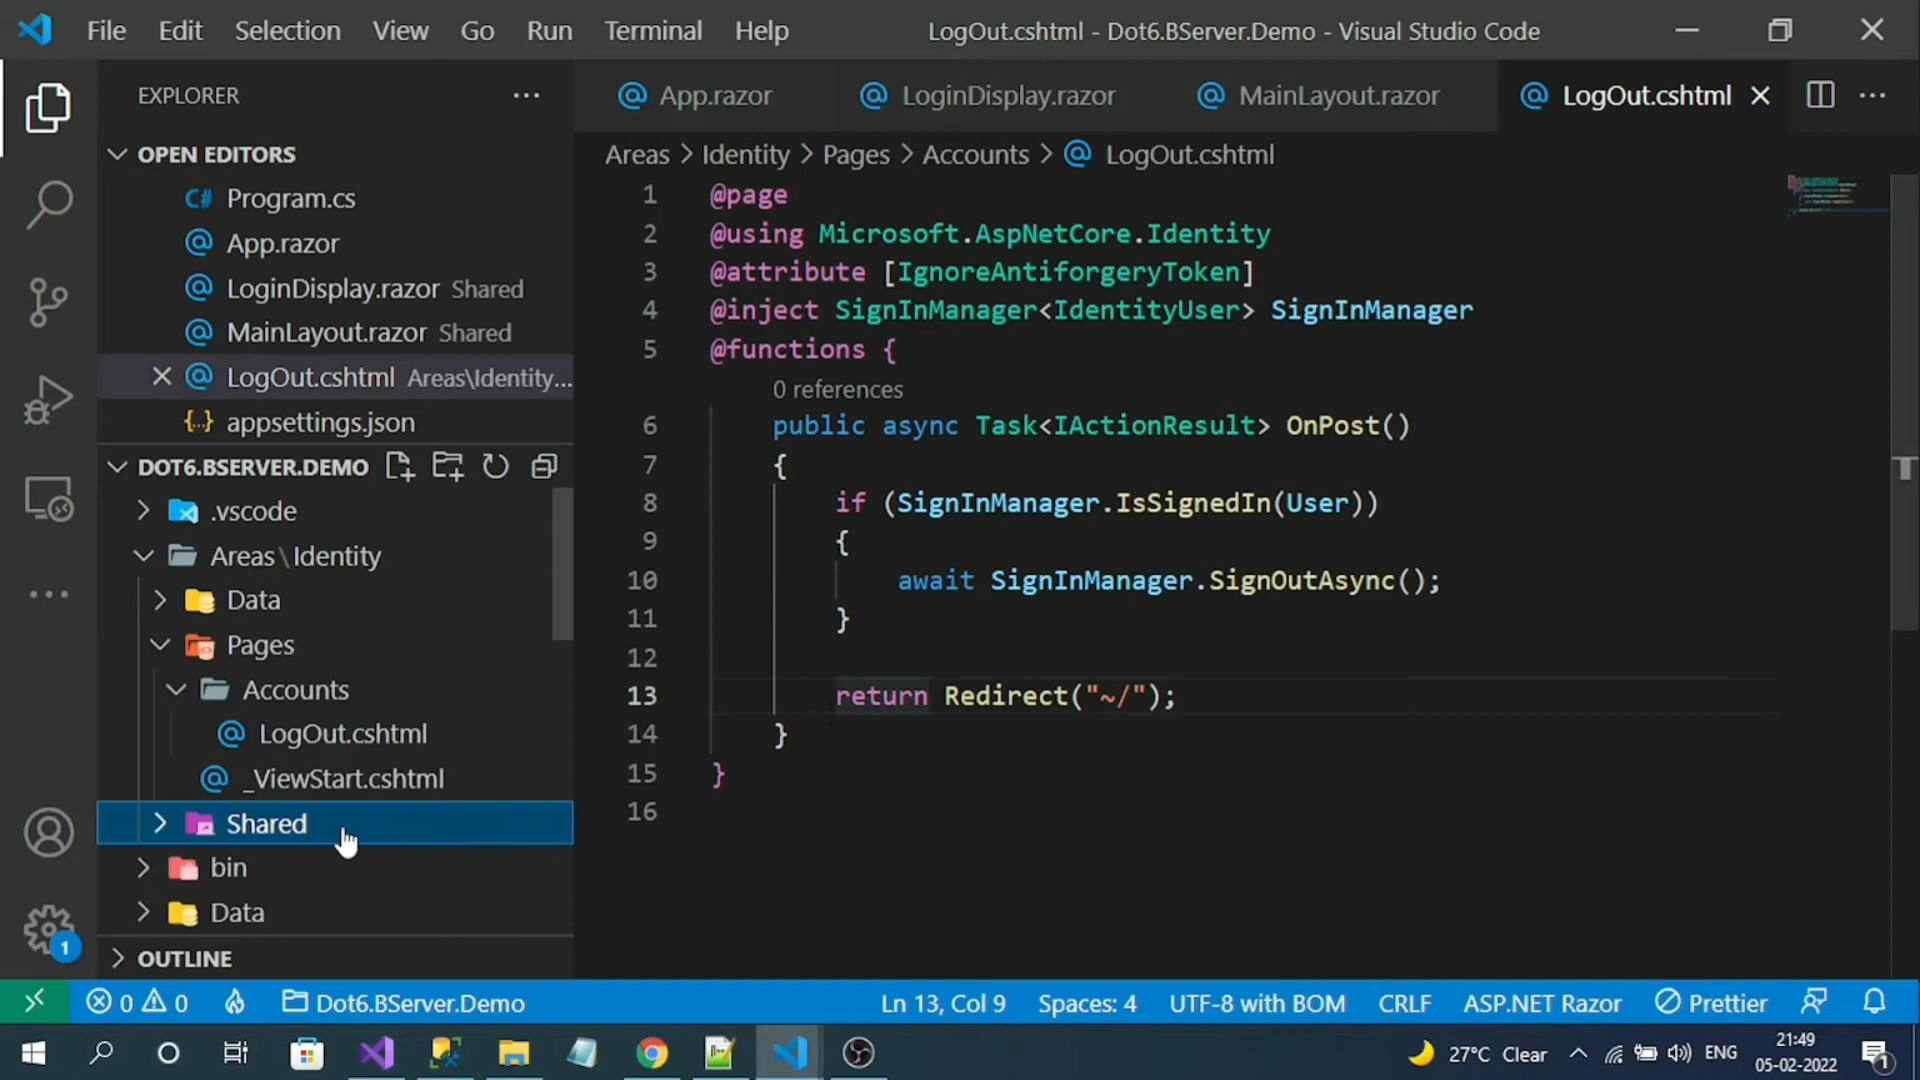 File Edit Selection View Go Run Terminal Help LogOut.cshtml - Dot6.BServer.Demo - Visual Studio Code
EXPLORER
OPEN EDITORS
C# Program.cs
App.razor
LoginDisplay.razor Shared
MainLayout.razor Shared
LogOut.cshtml Areas\Identity...
{..} appsettings.json
DOT6.BSERVER.DEMO
.vscode
Areas\Identity
Data
Pages
Accounts
LogOut.cshtml
_ViewStart.cshtml
Shared
bin
Data
OUTLINE
1
App.razor LoginDisplay.razor MainLayout.razor LogOut.cshtml
Areas > Identity > Pages > Accounts > LogOut.cshtml
1 @page
2 @using Microsoft.AspNetCore.Identity
3 @attribute [IgnoreAntiforgeryToken]
4 @inject SignInManager<IdentityUser> SignInManager
5 @functions {
0 references
6 public async Task<IActionResult> OnPost()
7 {
8 if (SignInManager.IsSignedIn(User))
9 {
10 await SignInManager.SignOutAsync();
11 }
12
13 return Redirect("~/");
14 }
15 }
16
0 0 Dot6.BServer.Demo Ln 13, Col 9 Spaces: 4 UTF-8 with BOM CRLF ASP.NET Razor Prettier
27°C Clear ENG 21:49
05-02-2022 1